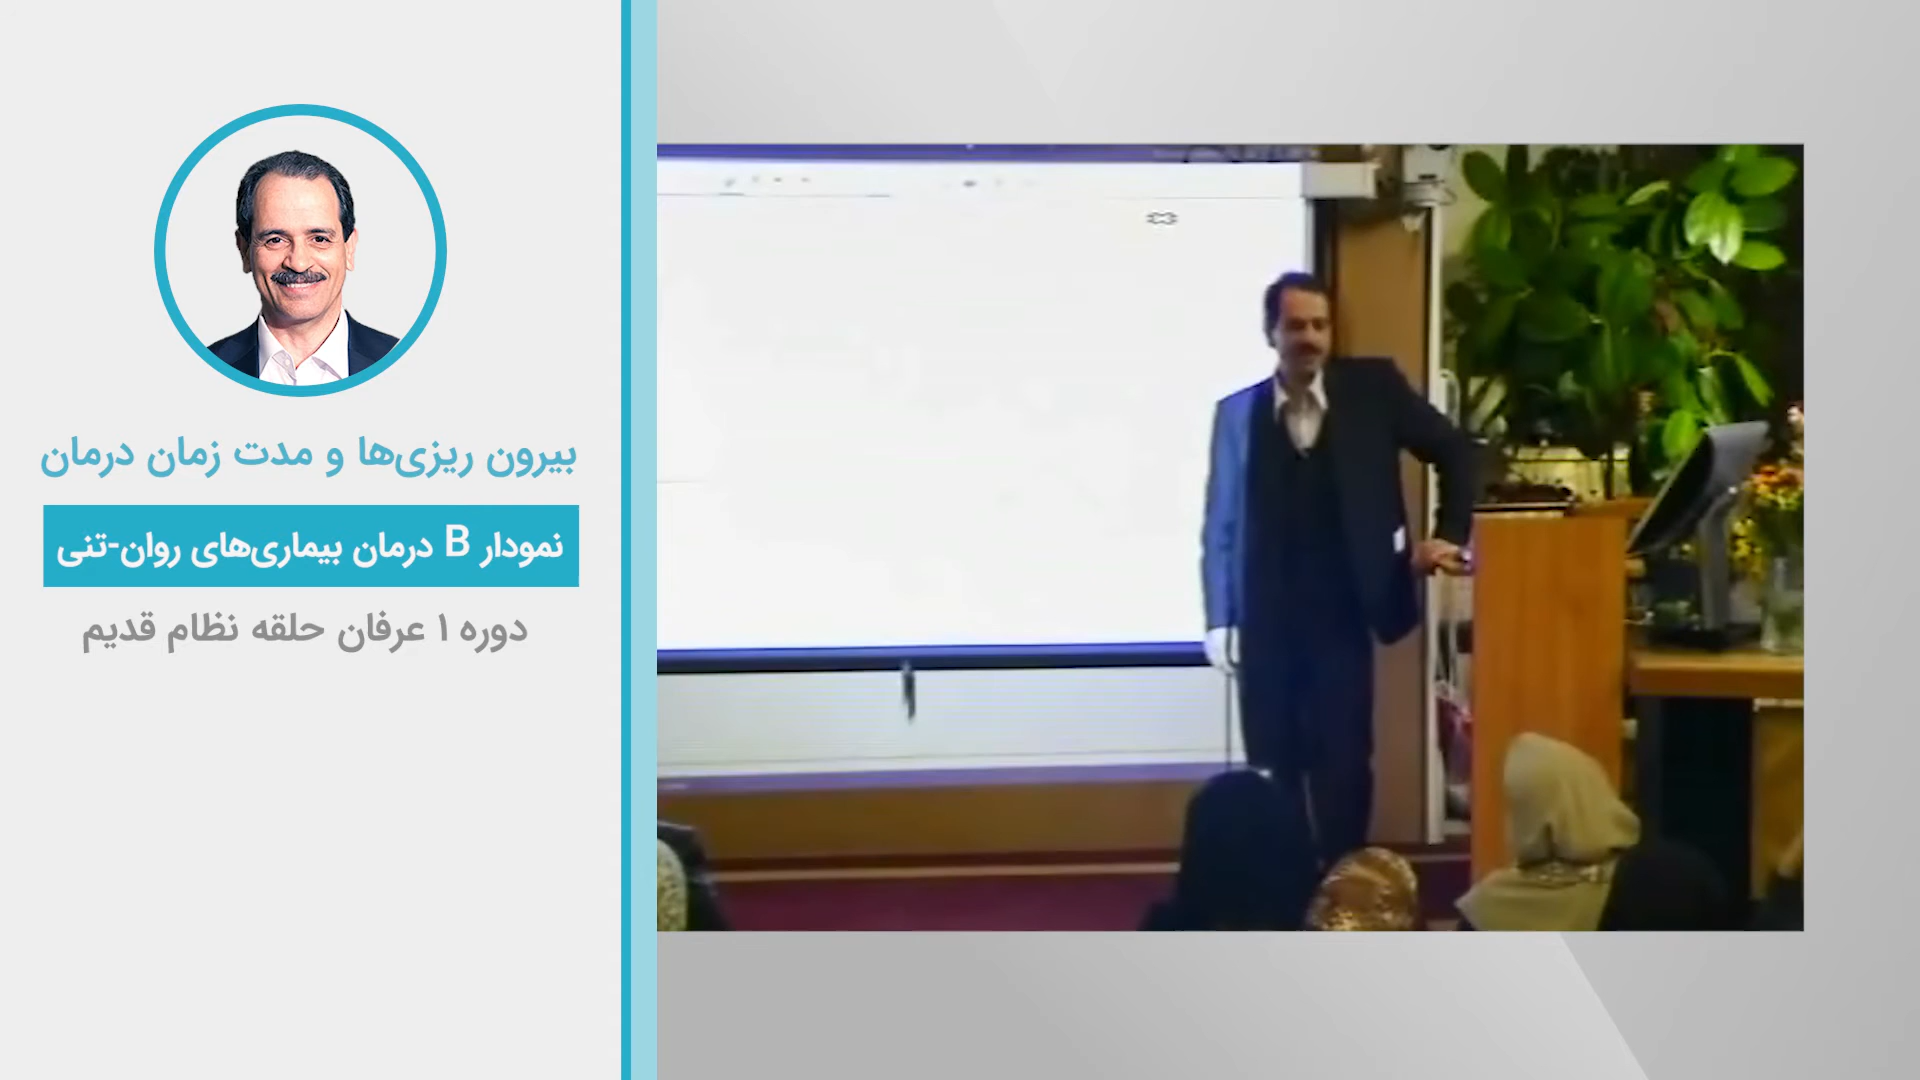 بیرون ریزی‌ها و مدت زمان درمان
نمودار B درمان بیماری‌های روان-تنی
دوره ۱ عرفان حلقه نظام قدیم